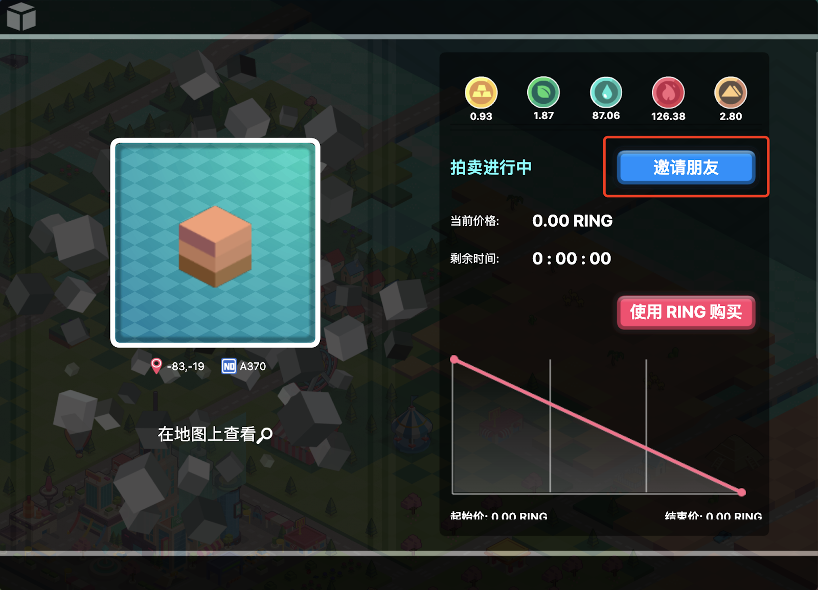 0.93 1.87 87.06 126.38 2.80
拍卖进行中
邀请朋友
当前价格: 0.00 RING
剩余时间: 0 : 00 : 00
使用 RING 购买
-83,-19 ND A370
在地图上查看
起始价: 0.00 RING 结束价: 0.00 RING